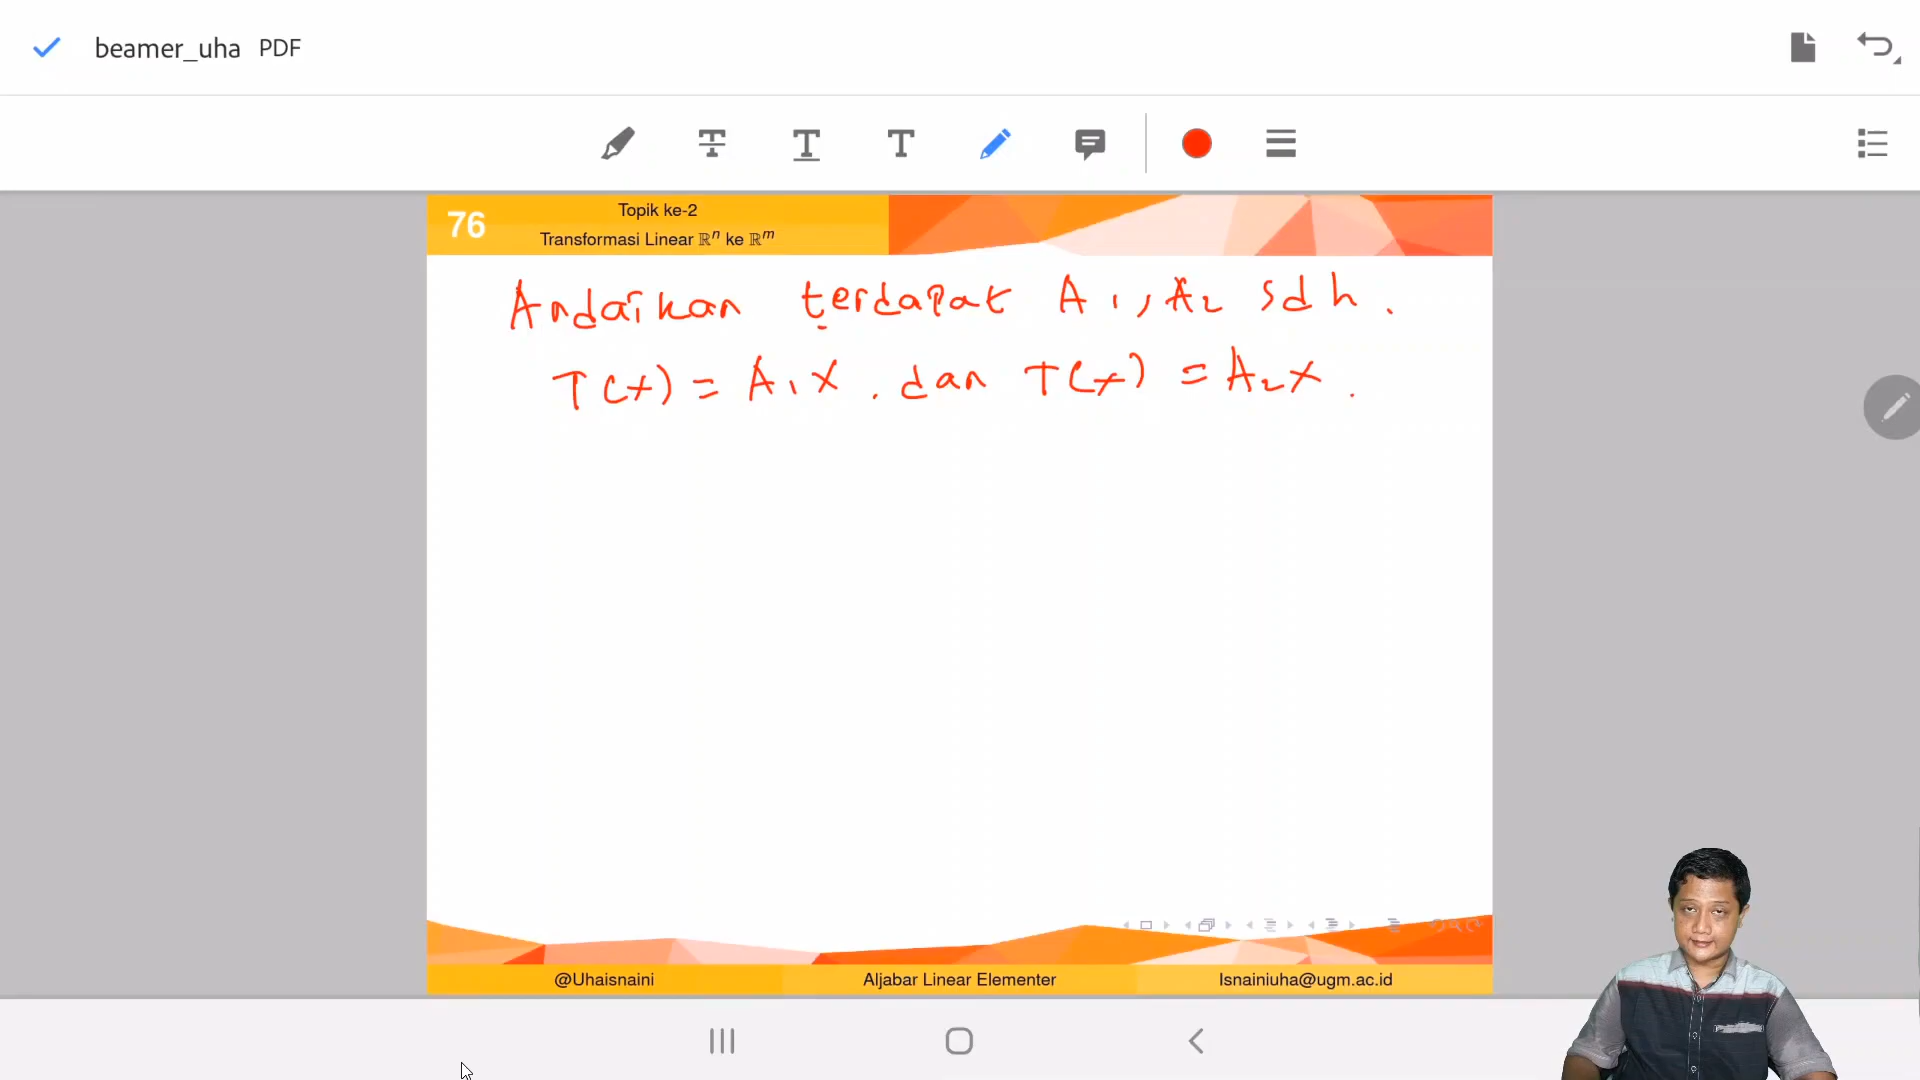 beamer_uha PDF
76
Topik ke-2
Transformasi Linear ℝⁿ ke ℝᵐ
Andaikan terdapat A₁, A₂ sdh.
T(x) = A₁x. dan T(x) = A₂x.
@Uhaisnaini
Aljabar Linear Elementer
Isnainiuha@ugm.ac.id